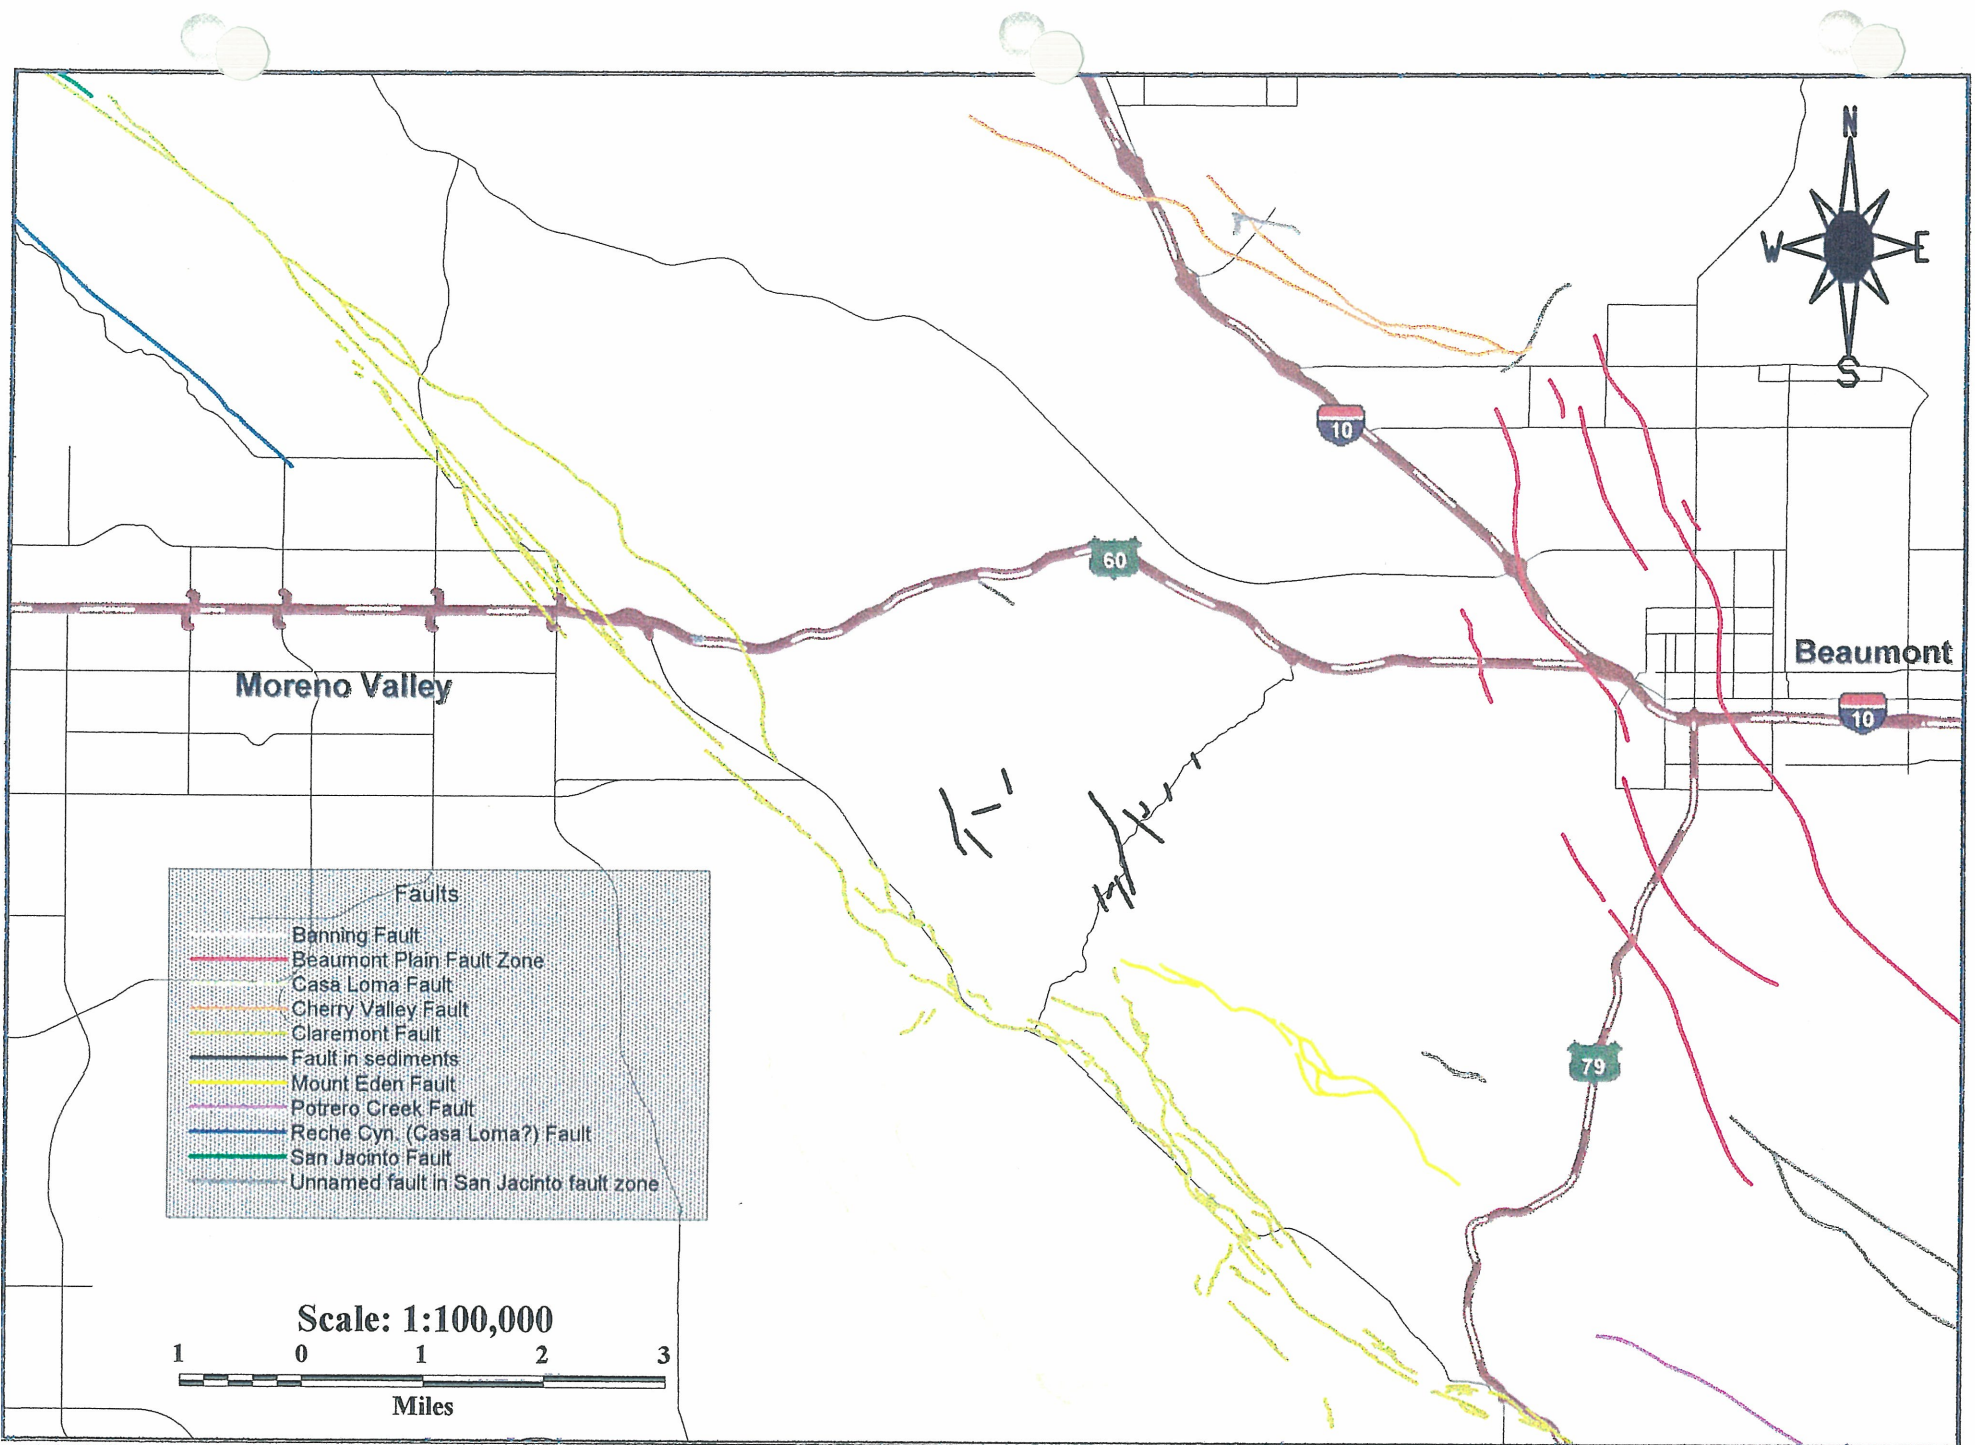 N
W
E
S
10
60
Beaumont
Moreno Valley
10
Faults
Banning Fault
Beaumont Plain Fault Zone
Casa Loma Fault
Cherry Valley Fault
Claremont Fault
Fault in sediments
Mount Eden Fault
Potrero Creek Fault
Reche Cyn. (Casa Loma?) Fault
San Jacinto Fault
Unnamed fault in San Jacinto fault zone
79
Scale: 1:100,000
1 0 1 2 3
Miles